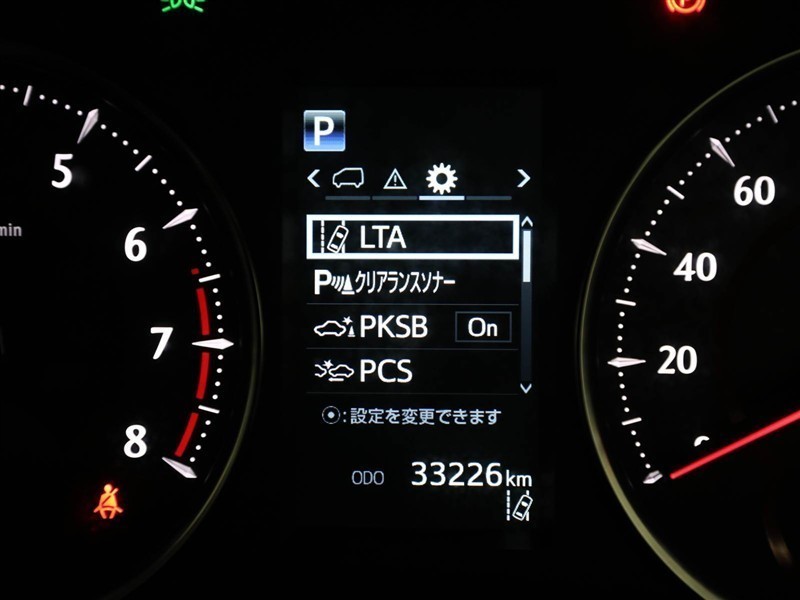 P
5
6
7
8
min
LTA
Pクリアランスソナー
PKSB On
PCS
:設定を変更できます
ODO 33226km
60
40
20